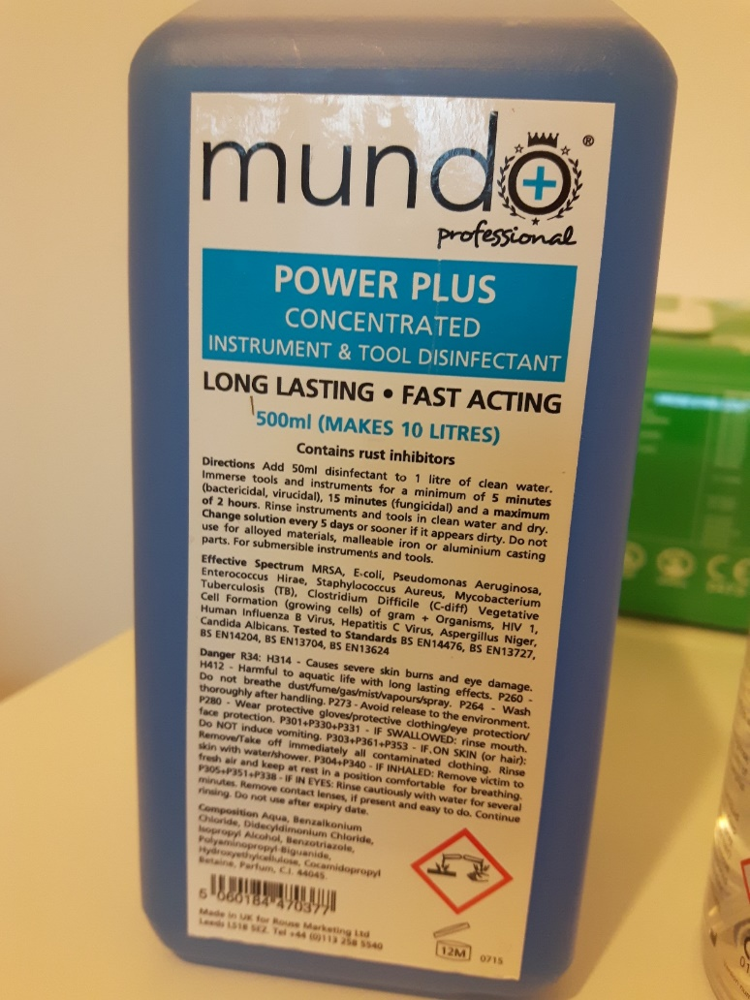 mundo ®
professional
POWER PLUS
CONCENTRATED
INSTRUMENT & TOOL DISINFECTANT
LONG LASTING • FAST ACTING
500ml (MAKES 10 LITRES)
Contains rust inhibitors
Directions Add 50ml disinfectant to 1 litre of clean water.
Immerse tools and instruments for a minimum of 5 minutes
(bactericidal, virucidal), 15 minutes (fungicidal) and a maximum
of 2 hours. Rinse instruments and tools in clean water and dry.
Change solution every 5 days or sooner if it appears dirty. Do not
use for alloyed materials, malleable iron or aluminium casting
parts. For submersible instruments and tools.
Effective Spectrum MRSA, E-coli, Pseudomonas Aeruginosa,
Enterococcus Hirae, Staphylococcus Aureus, Mycobacterium
Tuberculosis (TB), Clostridium Difficile (C-diff) Vegetative
Cell Formation (growing cells) of gram + Organisms, HIV 1,
Human Influenza B Virus, Hepatitis C Virus, Aspergillus Niger,
Candida Albicans. Tested to Standards BS EN14476, BS EN13727,
BS EN14204, BS EN13704, BS EN13624
Danger R34: H314 - Causes severe skin burns and eye damage.
H412 - Harmful to aquatic life with long lasting effects. P260 -
Do not breathe dust/fume/gas/mist/vapours/spray. P264 - Wash
thoroughly after handling. P273 - Avoid release to the environment.
P280 - Wear protective gloves/protective clothing/eye protection/
face protection. P301+P330+P331 - IF SWALLOWED: rinse mouth.
Do NOT induce vomiting. P303+P361+P353 - IF ON SKIN (or hair):
Remove/Take off immediately all contaminated clothing. Rinse
skin with water/shower. P304+P340 - IF INHALED: Remove victim to
fresh air and keep at rest in a position comfortable for breathing.
P305+P351+P338 - IF IN EYES: Rinse cautiously with water for several
minutes. Remove contact lenses, if present and easy to do. Continue
rinsing. Do not use after expiry date.
Composition Aqua, Benzalkonium
Chloride, Didecyldimonium Chloride,
Isopropyl Alcohol, Benzotriazole,
Polyaminopropyl-Biguanide,
Hydroxyethylcellulose, Cocamidopropyl
Betaine, Parfum, C.I. 44045.
5 060184 470377
Made in UK for Rouse Marketing Ltd
Leeds LS18 5EZ. Tel +44 (0)113 258 5540
12M 0715
CE